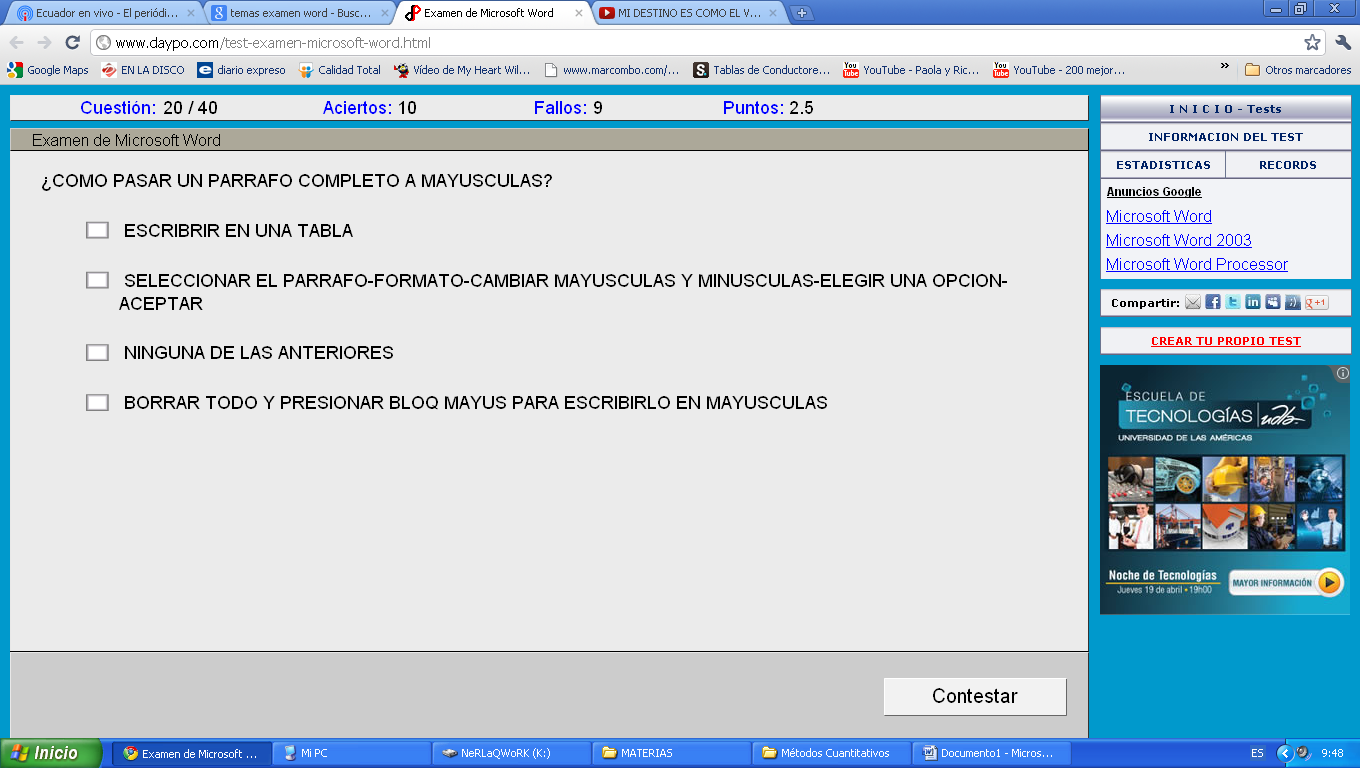 Ecuador en vivo - El periódic...
temas examen word - Busc...
Examen de Microsoft Word
MI DESTINO ES COMO EL V...
www.daypo.com/test-examen-microsoft-word.html
Google Maps
EN LA DISCO
diario expreso
Calidad Total
Vídeo de My Heart Wil...
www.marcombo.com/...
Tablas de Conductore...
YouTube - Paola y Ric...
YouTube - 200 mejor...
»
Otros marcadores
Cuestión: 20 / 40
Aciertos: 10
Fallos: 9
Puntos: 2.5
Examen de Microsoft Word
¿COMO PASAR UN PARRAFO COMPLETO A MAYUSCULAS?
ESCRIBRIR EN UNA TABLA
SELECCIONAR EL PARRAFO-FORMATO-CAMBIAR MAYUSCULAS Y MINUSCULAS-ELEGIR UNA OPCION-
ACEPTAR
NINGUNA DE LAS ANTERIORES
BORRAR TODO Y PRESIONAR BLOQ MAYUS PARA ESCRIBIRLO EN MAYUSCULAS
Contestar
I N I C I O - Tests
INFORMACION DEL TEST
ESTADISTICAS
RECORDS
Anuncios Google
Microsoft Word
Microsoft Word 2003
Microsoft Word Processor
Compartir:
+1
CREAR TU PROPIO TEST
ESCUELA DE
TECNOLOGÍAS udla.
UNIVERSIDAD DE LAS AMÉRICAS
Noche de Tecnologías
Jueves 19 de abril • 19h00
MAYOR INFORMACIÓN
Inicio
Examen de Microsoft ...
Mi PC
NeRLaQWoRK (K:)
MATERIAS
Métodos Cuantitativos
Documento1 - Micros...
ES
9:48